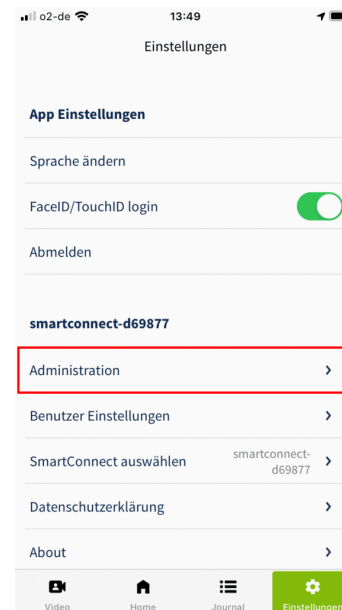 o2-de 13:49
Einstellungen
App Einstellungen
Sprache ändern
FaceID/TouchID login
Abmelden
smartconnect-d69877
Administration
Benutzer Einstellungen
SmartConnect auswählen smartconnect-
d69877
Datenschutzerklärung
About
Video Home Journal Einstellungen